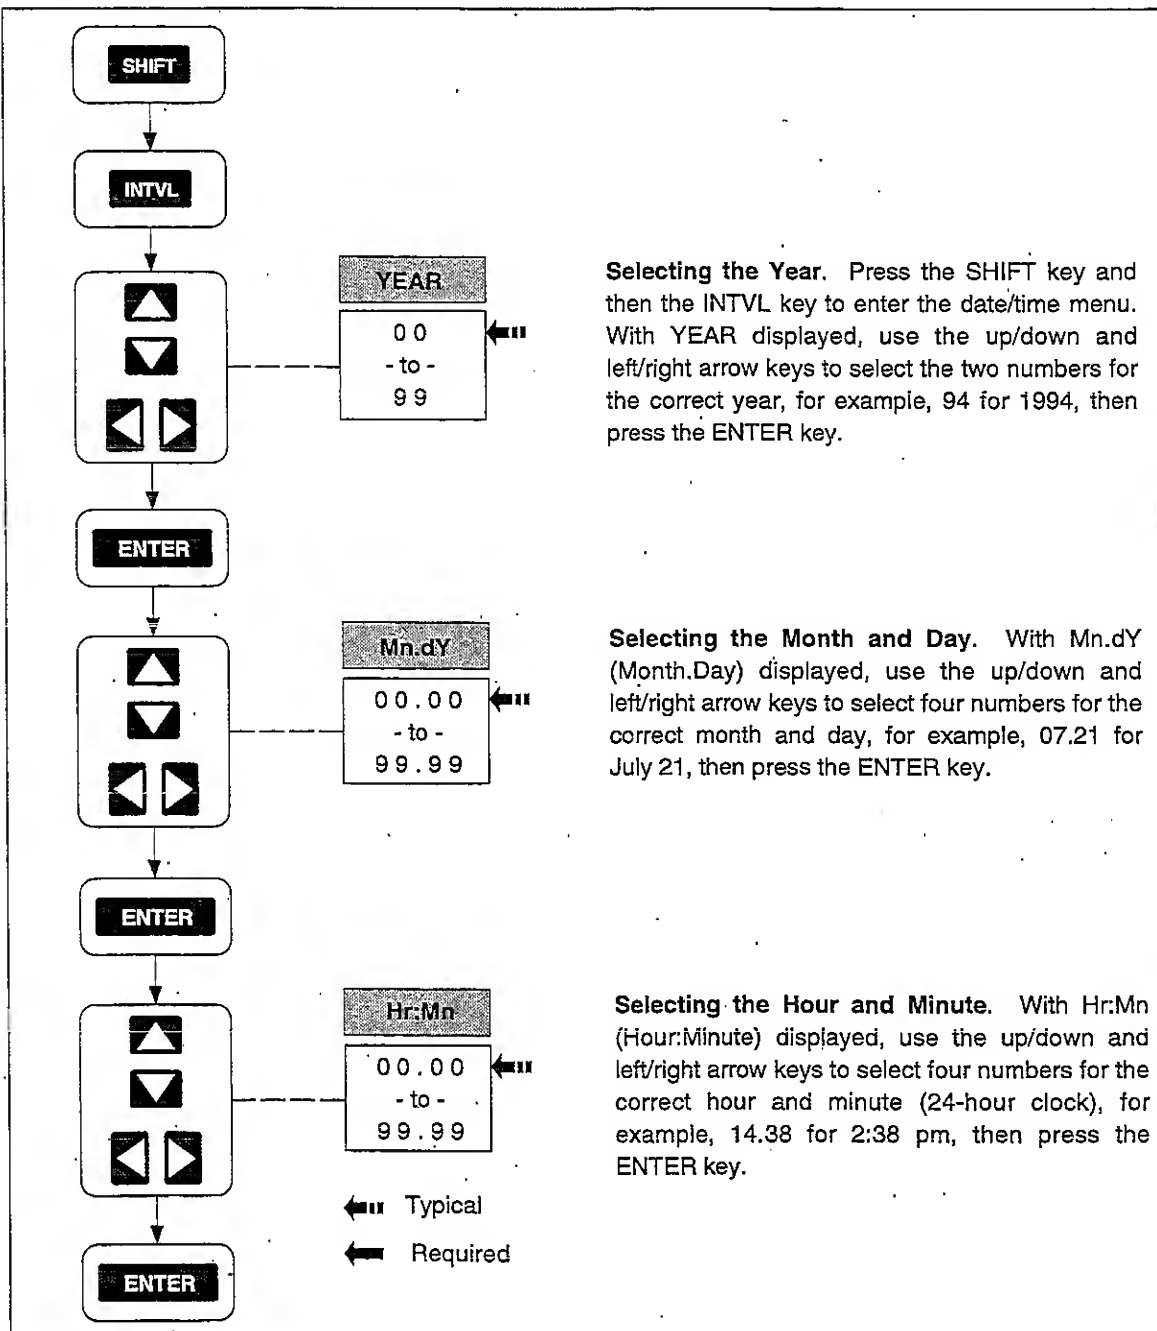 SHIFT
INTVL
YEAR
00
- to -
99
Selecting the Year. Press the SHIFT key and
then the INTVL key to enter the date/time menu.
With YEAR displayed, use the up/down and
left/right arrow keys to select the two numbers for
the correct year, for example, 94 for 1994, then
press the ENTER key.
ENTER
Mn.dY
00.00
- to -
99.99
Selecting the Month and Day. With Mn.dY
(Month.Day) displayed, use the up/down and
left/right arrow keys to select four numbers for the
correct month and day, for example, 07.21 for
July 21, then press the ENTER key.
ENTER
Hr:Mn
00.00
- to -
99.99
Selecting the Hour and Minute. With Hr:Mn
(Hour:Minute) displayed, use the up/down and
left/right arrow keys to select four numbers for the
correct hour and minute (24-hour clock), for
example, 14.38 for 2:38 pm, then press the
ENTER key.
Typical
Required
ENTER